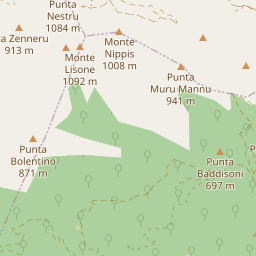 Punta
Nestru
1084 m
ta Zenneru
913 m
Monte
Nippis
1008 m
Monte
Lisone
1092 m
Punta
Muru Mannu
941 m
Punta
Bolentino
871 m
Punta
Baddisoni
697 m
P